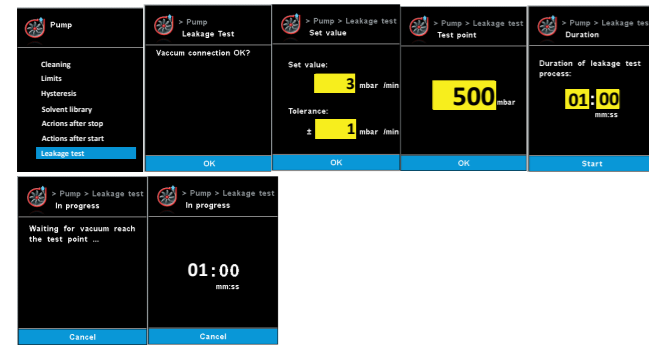 Pump
Cleaning
Limits
Hysteresis
Solvent library
Acrions after stop
Actions after start
Leakage test
> Pump
Leakage Test
Vaccum connection OK?
OK
> Pump > Leakage test
Set value
Set value:
3 mbar /min
Tolerance:
± 1 mbar /min
OK
> Pump > Leakage test
Test point
500 mbar
OK
> Pump > Leakage tes
Duration
Duration of leakage test
process:
01:00
mm:ss
Start
> Pump > Leakage test
In progress
Waiting for vacuum reach
the test point ...
Cancel
> Pump > Leakage test
In progress
01:00
mm:ss
Cancel